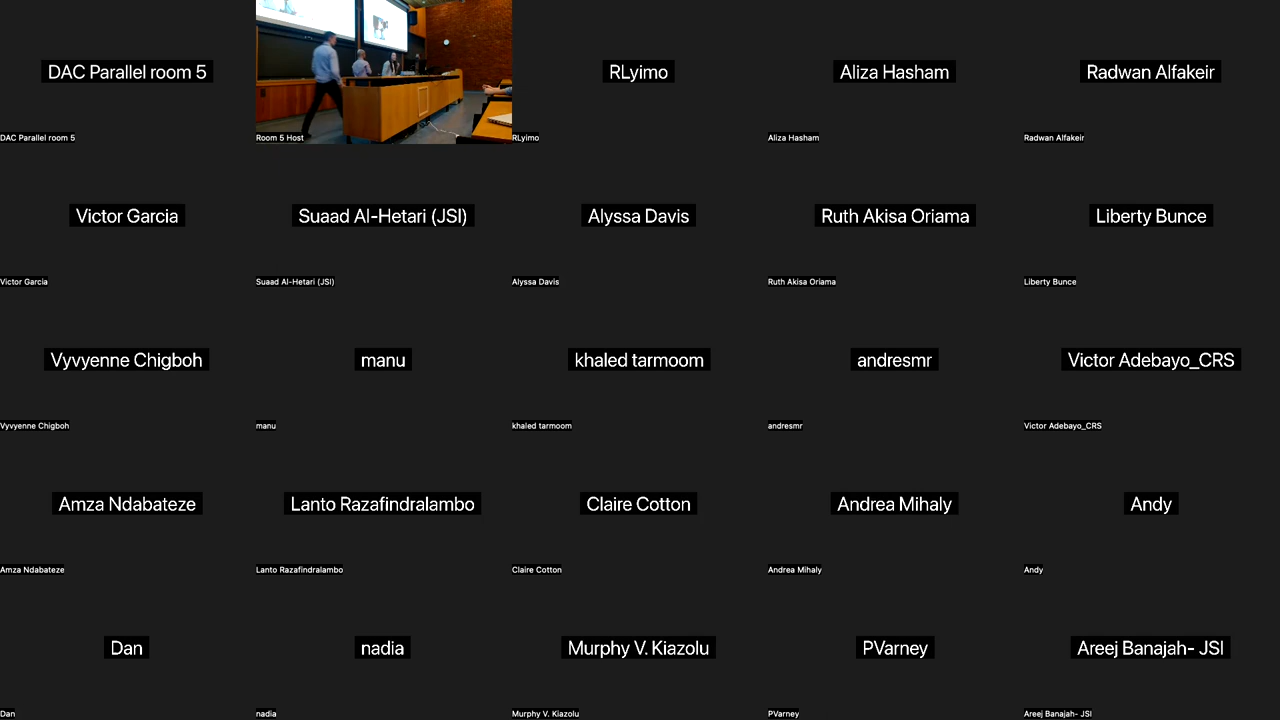 DAC Parallel room 5
RLyimo
Aliza Hasham
Radwan Alfakeir
DAC Parallel room 5
Room 5 Host
RLyimo
Aliza Hasham
Radwan Alfakeir
Victor Garcia
Suaad Al-Hetari (JSI)
Alyssa Davis
Ruth Akisa Oriama
Liberty Bunce
Victor Garcia
Suaad Al-Hetari (JSI)
Alyssa Davis
Ruth Akisa Oriama
Liberty Bunce
Vyvyenne Chigboh
manu
khaled tarmoom
andresmr
Victor Adebayo_CRS
Vyvyenne Chigboh
manu
khaled tarmoom
andresmr
Victor Adebayo_CRS
Amza Ndabateze
Lanto Razafindralambo
Claire Cotton
Andrea Mihaly
Andy
Amza Ndabateze
Lanto Razafindralambo
Claire Cotton
Andrea Mihaly
Andy
Dan
nadia
Murphy V. Kiazolu
PVarney
Areej Banajah- JSI
Dan
nadia
Murphy V. Kiazolu
PVarney
Areej Banajah- JSI